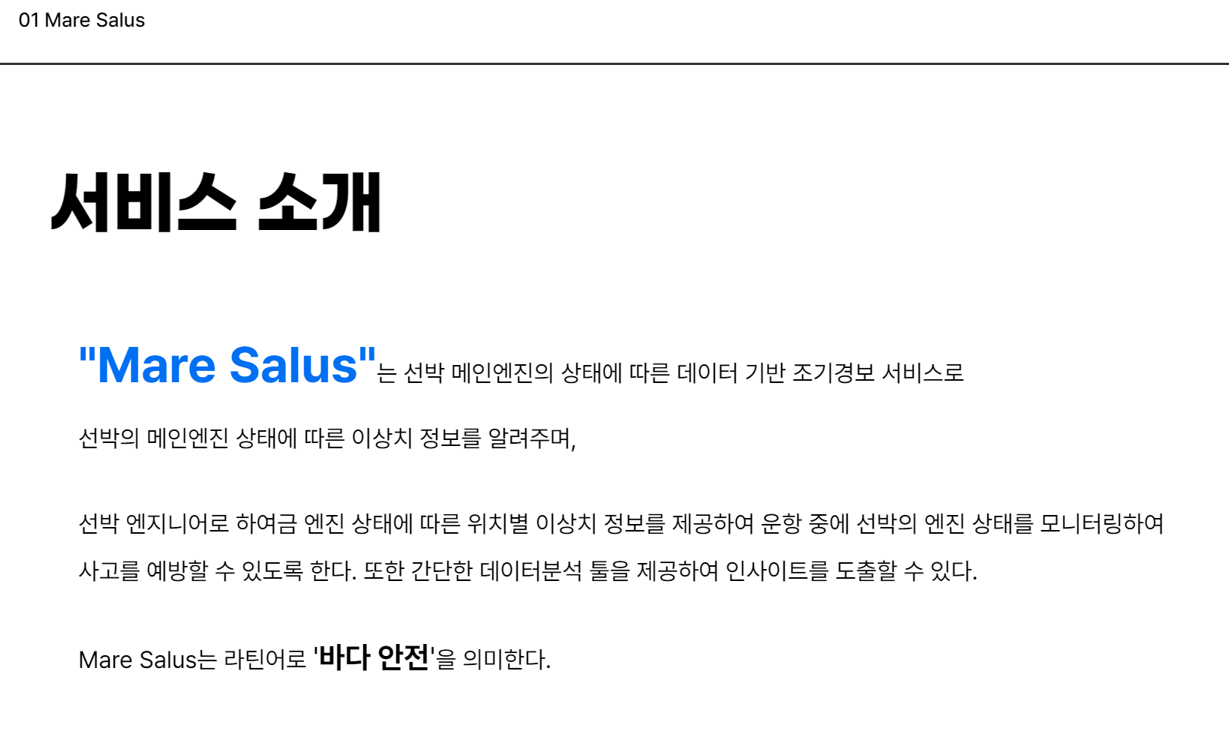 01 Mare Salus
서비스 소개
"Mare Salus"는 선박 메인엔진의 상태에 따른 데이터 기반 조기경보 서비스로
선박의 메인엔진 상태에 따른 이상치 정보를 알려주며,
선박 엔지니어로 하여금 엔진 상태에 따른 위치별 이상치 정보를 제공하여 운항 중에 선박의 엔진 상태를 모니터링하여
사고를 예방할 수 있도록 한다. 또한 간단한 데이터분석 툴을 제공하여 인사이트를 도출할 수 있다.
Mare Salus는 라틴어로 '바다 안전'을 의미한다.